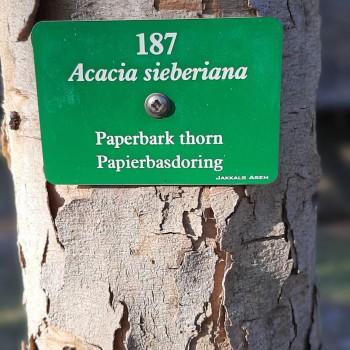 187
Acacia sieberiana
Paperbark thorn
Papierbasdoring
JAKKALS ASEM